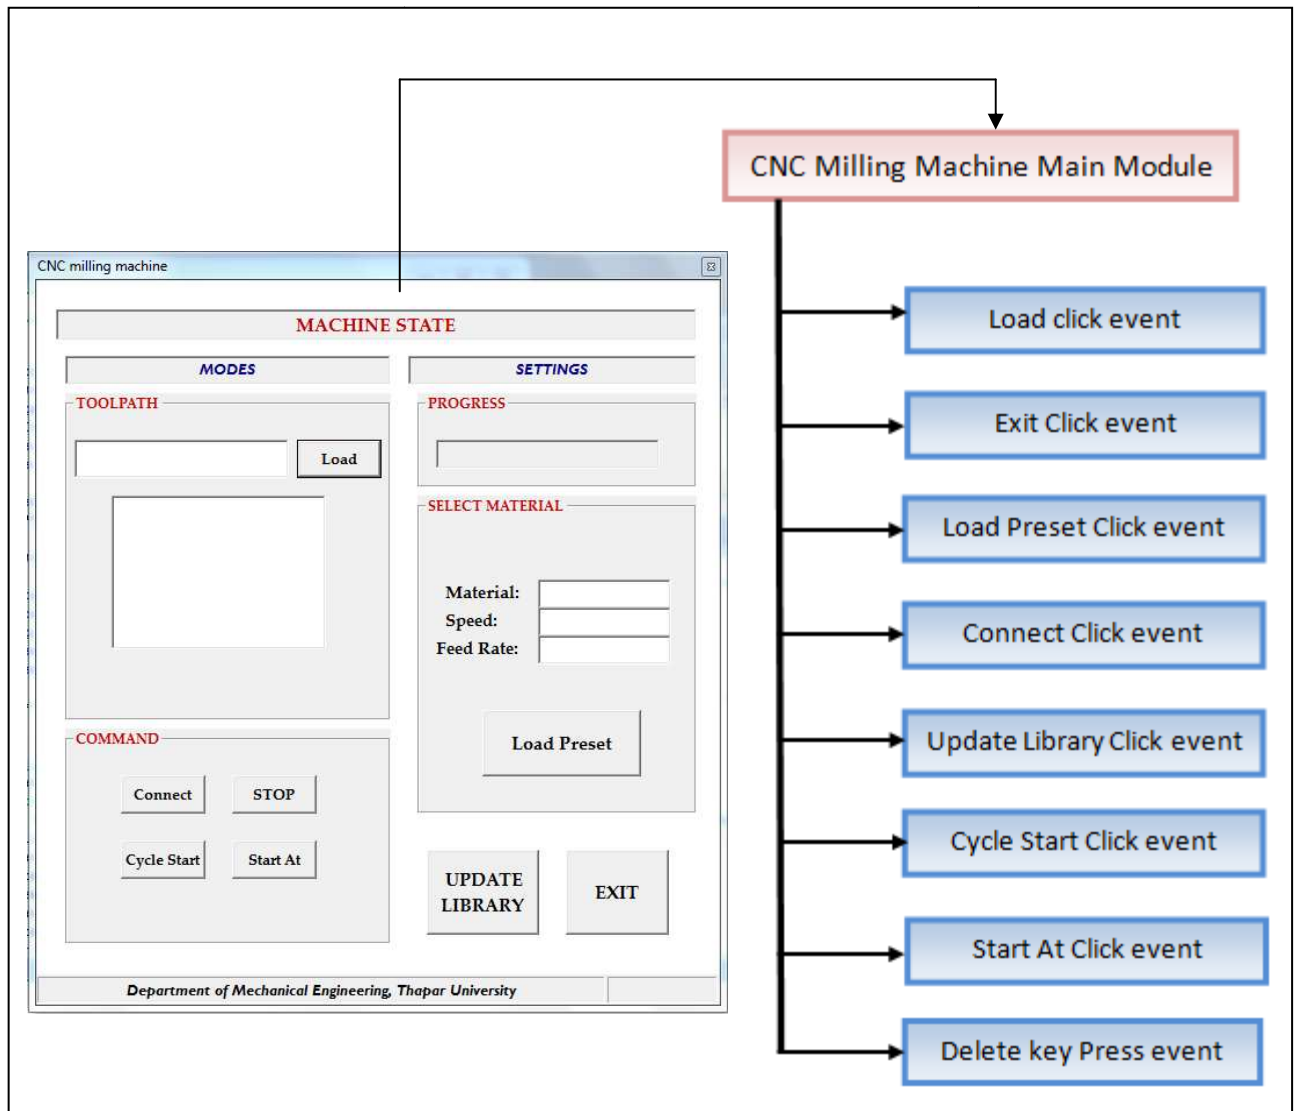 CNC Milling Machine Main Module
CNC milling machine
MACHINE STATE
MODES
SETTINGS
TOOLPATH
Load
PROGRESS
SELECT MATERIAL
Material:
Speed:
Feed Rate:
Load Preset
COMMAND
Connect
STOP
Cycle Start
Start At
UPDATE
LIBRARY
EXIT
Department of Mechanical Engineering, Thapar University
Load click event
Exit Click event
Load Preset Click event
Connect Click event
Update Library Click event
Cycle Start Click event
Start At Click event
Delete key Press event